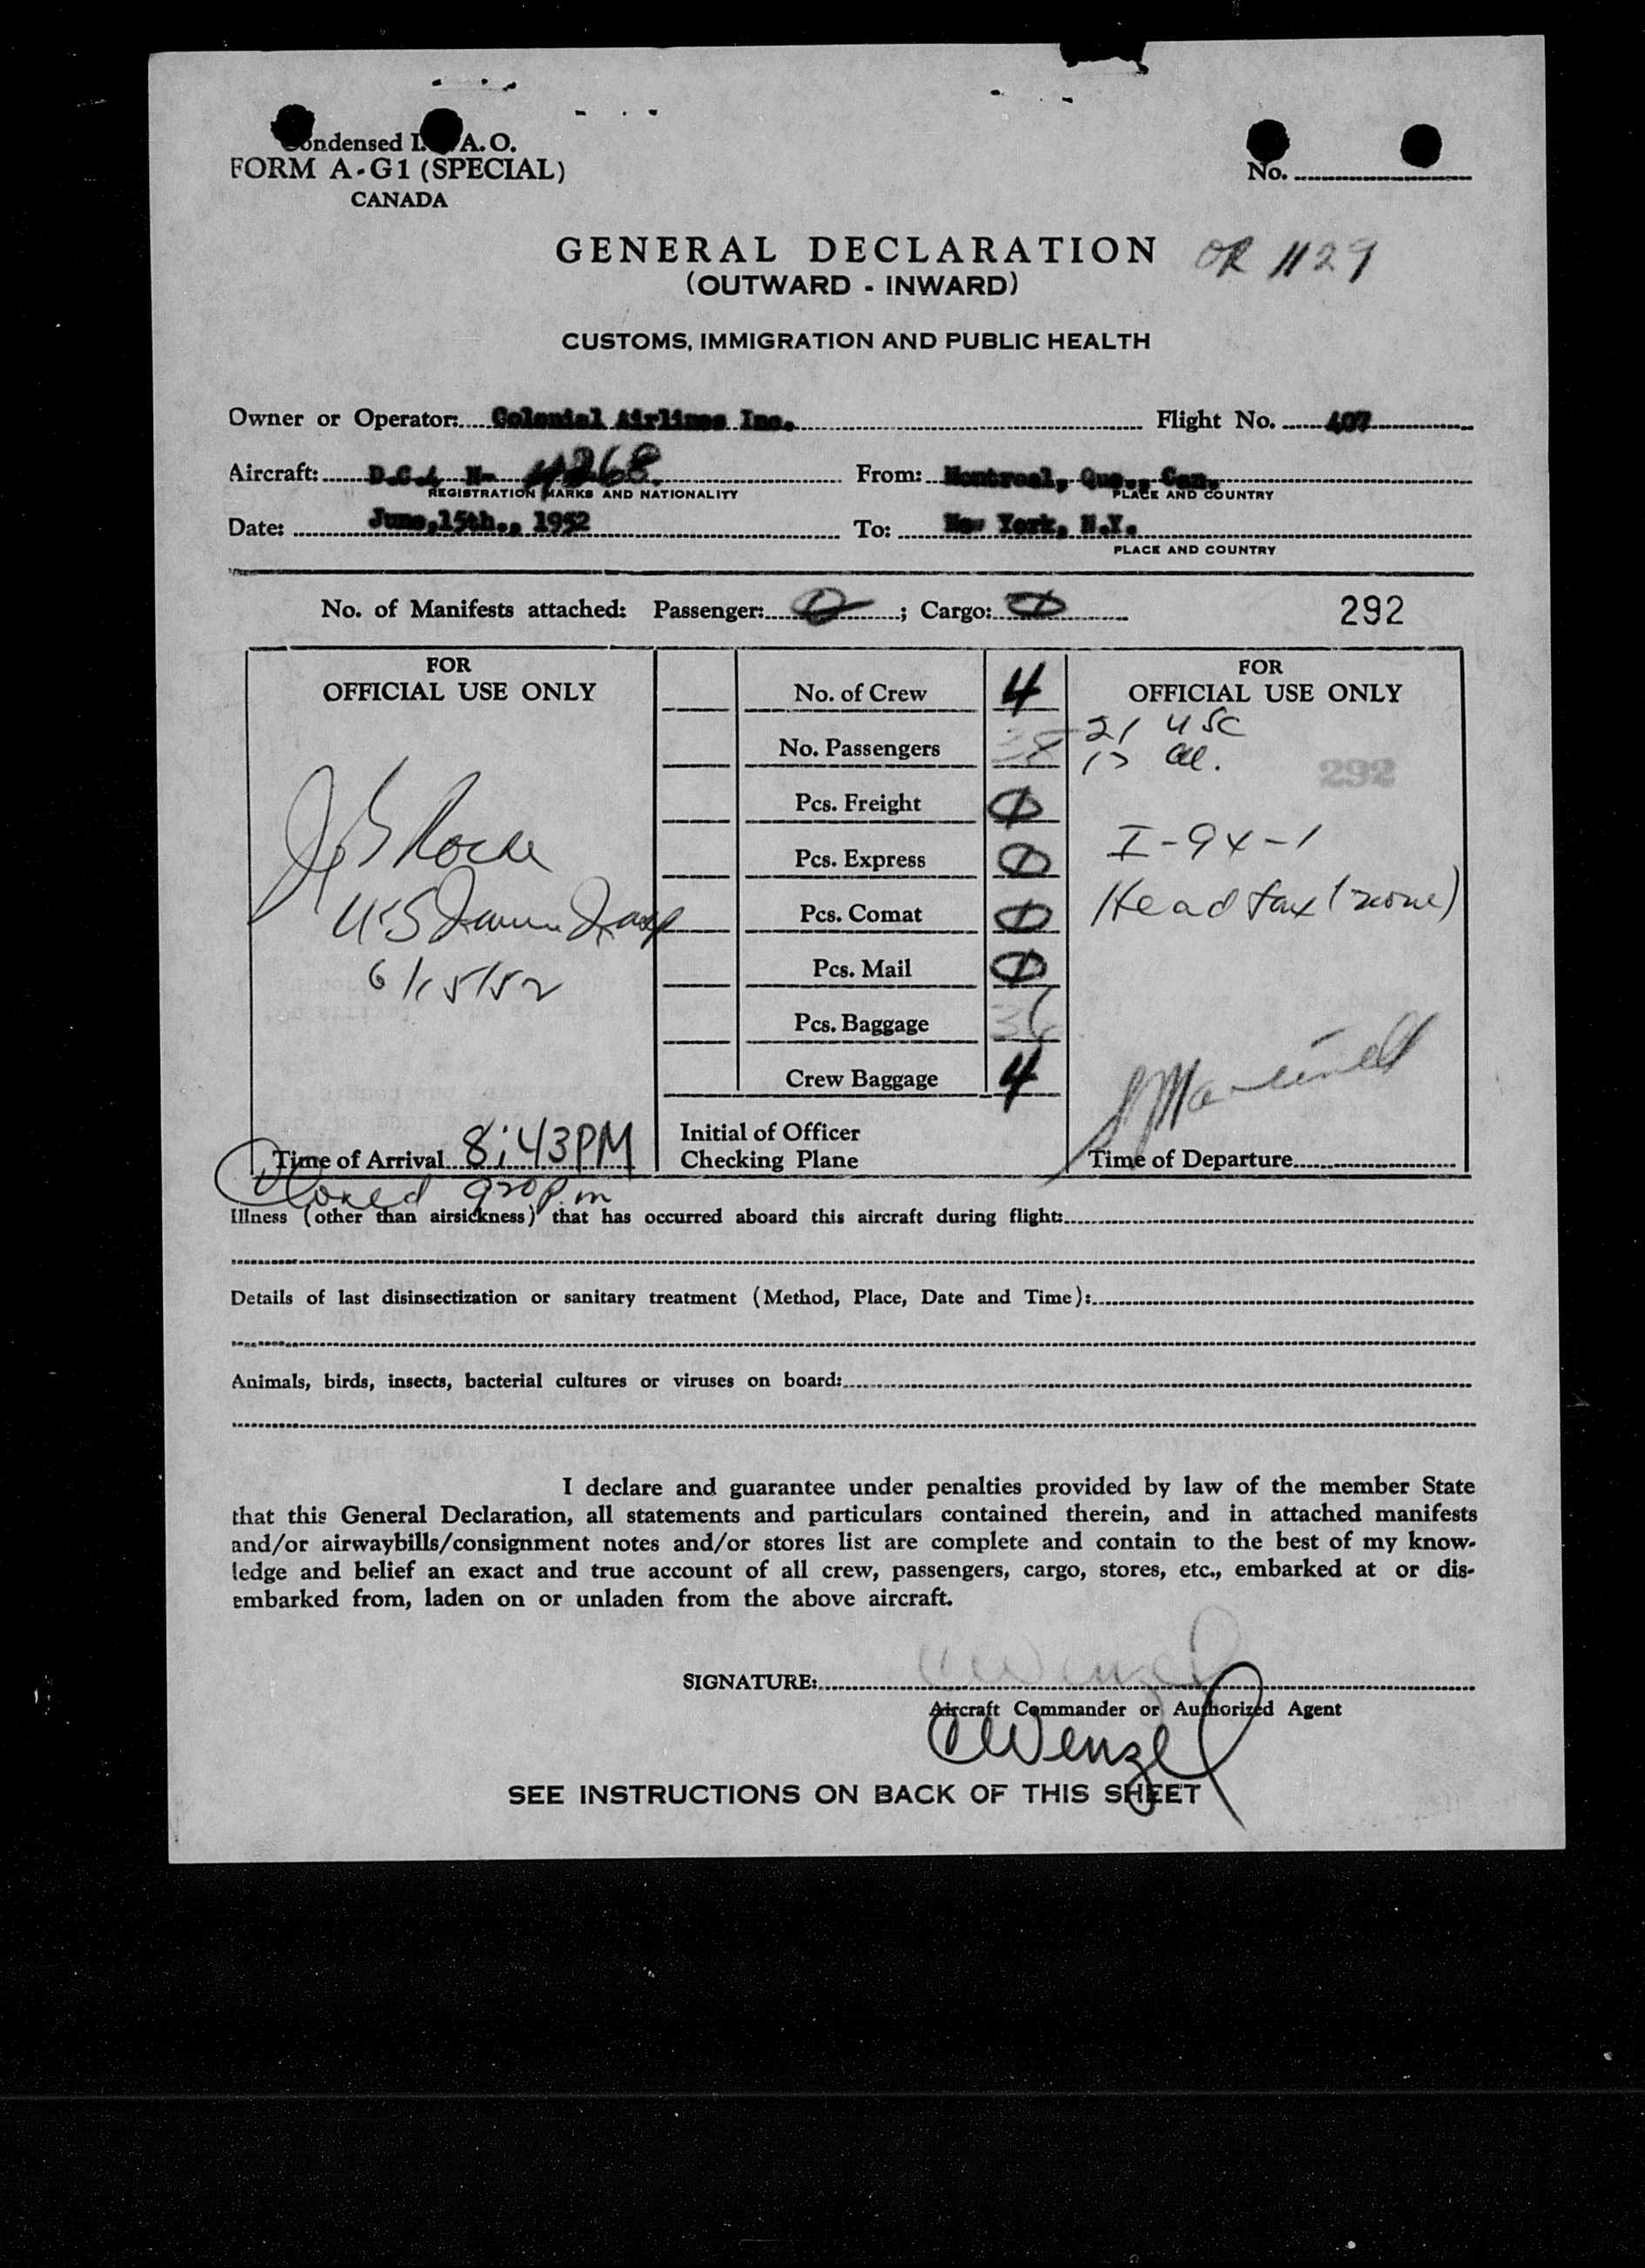 Condensed I. A. O.
FORM A-G1 (SPECIAL)
CANADA
No.
GENERAL DECLARATION OR 1129
(OUTWARD - INWARD)
CUSTOMS, IMMIGRATION AND PUBLIC HEALTH
Owner or Operator: Colonial Airlines Inc. Flight No. 407
Aircraft: D.C.4 N- 268 From: Montreal, Que., Can.
REGISTRATION MARKS AND NATIONALITY PLACE AND COUNTRY
Date: June,15th., 1952 To: New York, N.Y.
PLACE AND COUNTRY
No. of Manifests attached: Passenger: 0; Cargo: 0 292
FOR
OFFICIAL USE ONLY
Roche
U.S.
6/15/52
Time of Arrival 8:43PM
Closed 920 p.m
No. of Crew 4
No. Passengers 38
Pcs. Freight 0
Pcs. Express 0
Pcs. Comat 0
Pcs. Mail 0
Pcs. Baggage 36
Crew Baggage 4
Initial of Officer
Checking Plane
FOR
OFFICIAL USE ONLY
21 USC
17 al.
292
I-94-1
Head tax (none)
Time of Departure
Illness (other than airsickness) that has occurred aboard this aircraft during flight:
Details of last disinsectization or sanitary treatment (Method, Place, Date and Time):
Animals, birds, insects, bacterial cultures or viruses on board:
I declare and guarantee under penalties provided by law of the member State
that this General Declaration, all statements and particulars contained therein, and in attached manifests
and/or airwaybills/consignment notes and/or stores list are complete and contain to the best of my know-
ledge and belief an exact and true account of all crew, passengers, cargo, stores, etc., embarked at or dis-
embarked from, laden on or unladen from the above aircraft.
SIGNATURE: CWenzel
Aircraft Commander or Authorized Agent
CWenzel
SEE INSTRUCTIONS ON BACK OF THIS SHEET